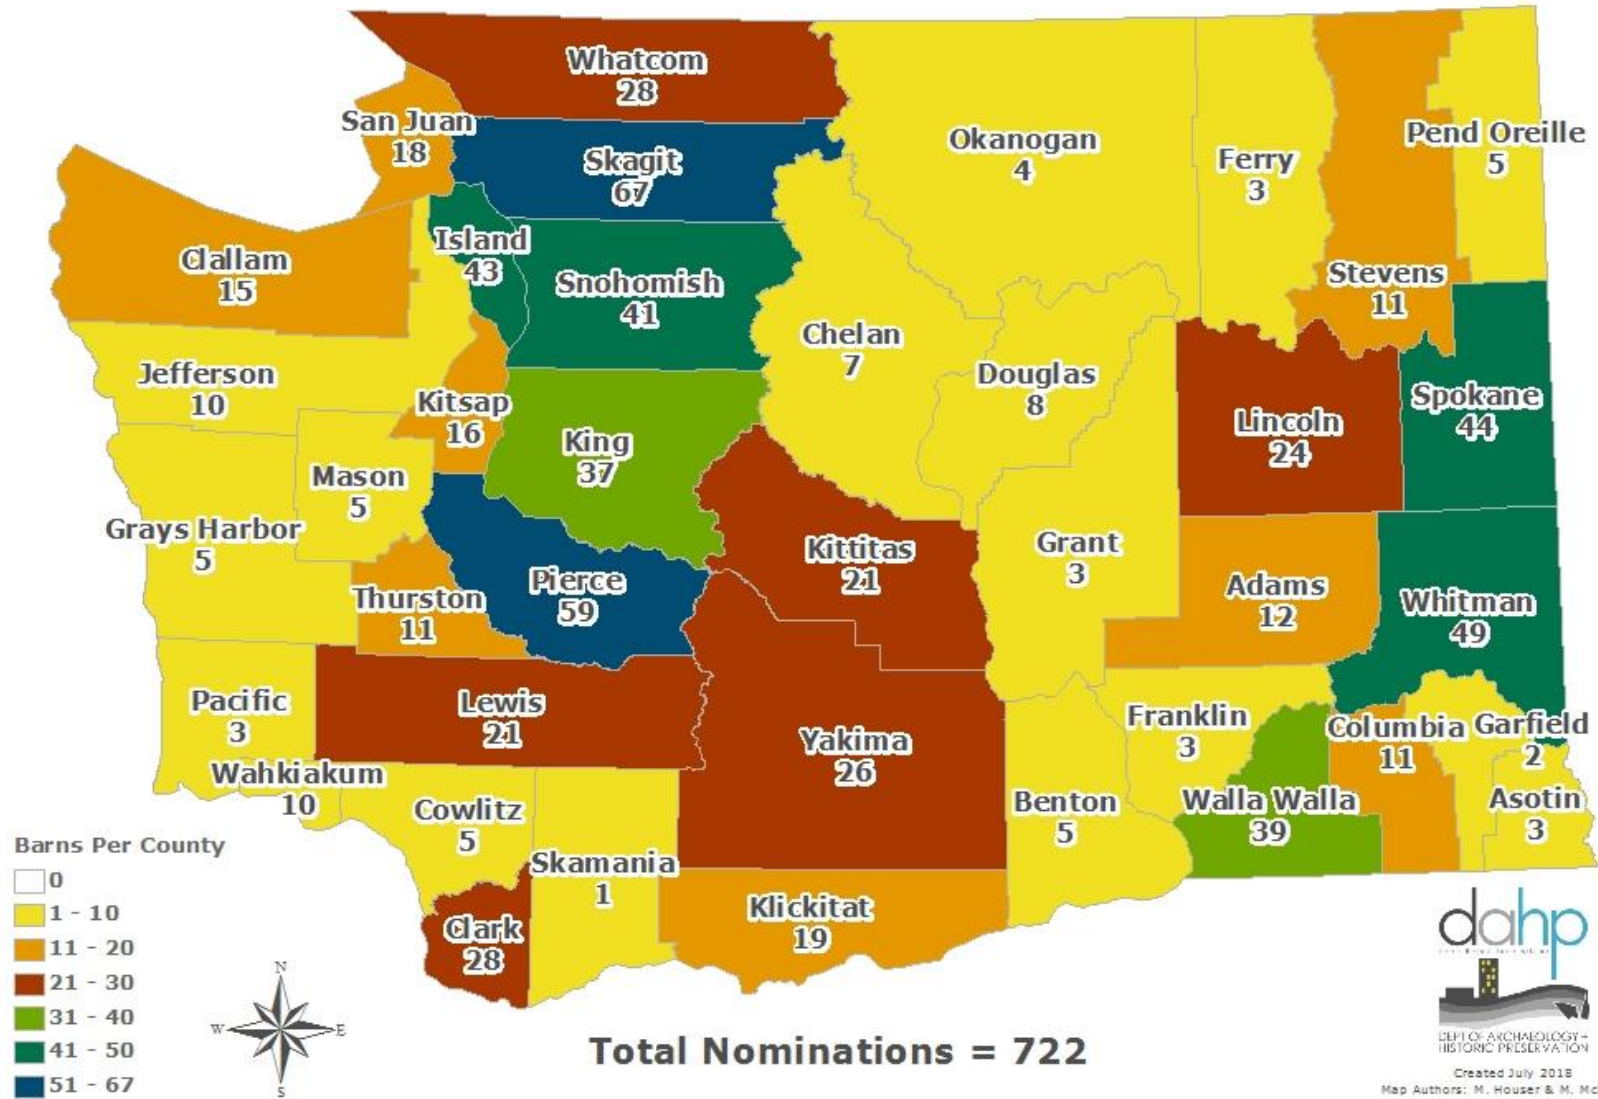 Whatcom
28
San Juan
18
Skagit
67
Okanogan
4
Ferry
3
Pend Oreille
5
Clallam
15
Island
43
Snohomish
41
Stevens
11
Chelan
7
Jefferson
10
Kitsap
16
Douglas
8
Spokane
44
Lincoln
24
King
37
Mason
5
Grays Harbor
5
Kittitas
21
Grant
3
Pierce
59
Thurston
11
Adams
12
Whitman
49
Pacific
3
Lewis
21
Yakima
26
Franklin
3
Columbia
11
Garfield
2
Wahkiakum
10
Cowlitz
5
Benton
5
Walla Walla
39
Asotin
3
Skamania
1
Clark
28
Klickitat
19
Barns Per County
0
1 - 10
11 - 20
21 - 30
31 - 40
41 - 50
51 - 67
N
W
E
S
Total Nominations = 722
dahp
DEPT OF ARCHAEOLOGY +
HISTORIC PRESERVATION
Created July 2018
Map Authors: M. Houser & M. Mc